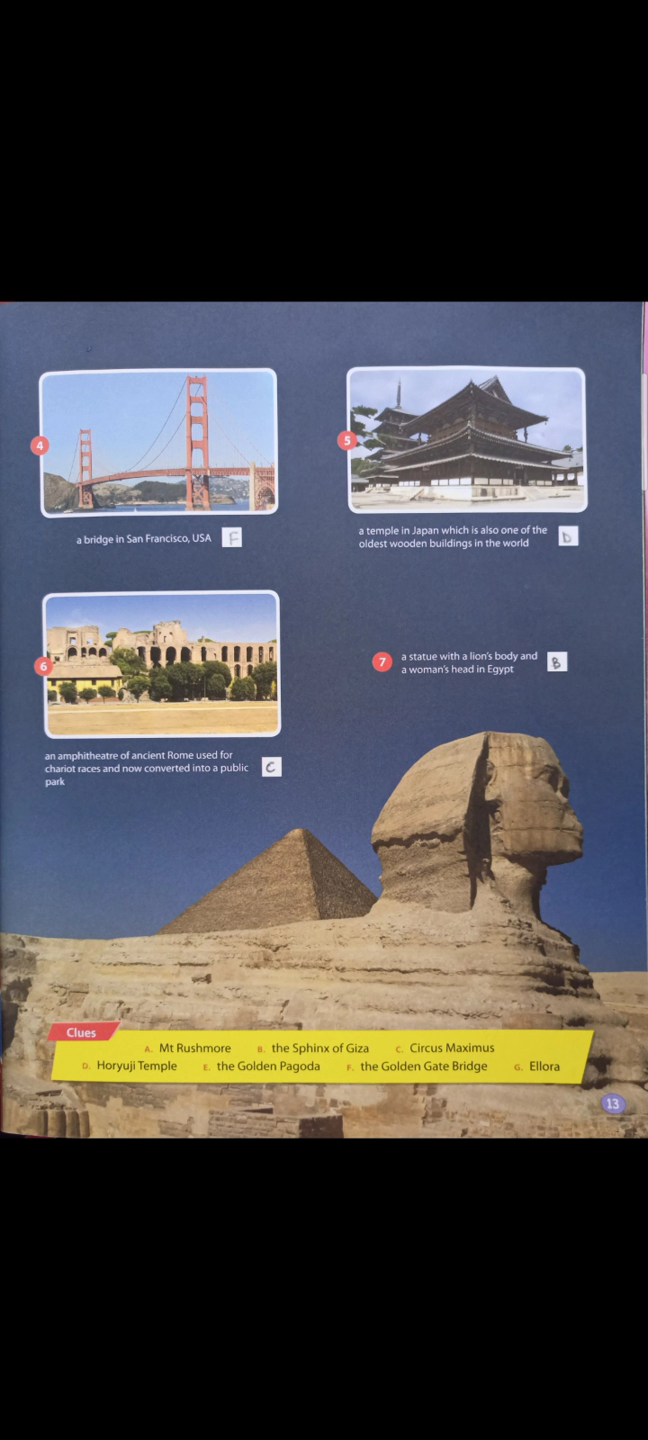 4
a bridge in San Francisco, USA F
5
a temple in Japan which is also one of the
oldest wooden buildings in the world D
6
an amphitheatre of ancient Rome used for
chariot races and now converted into a public
park C
7
a statue with a lion's body and
a woman's head in Egypt B
Clues
A. Mt Rushmore B. the Sphinx of Giza C. Circus Maximus
D. Horyuji Temple E. the Golden Pagoda F. the Golden Gate Bridge G. Ellora
13